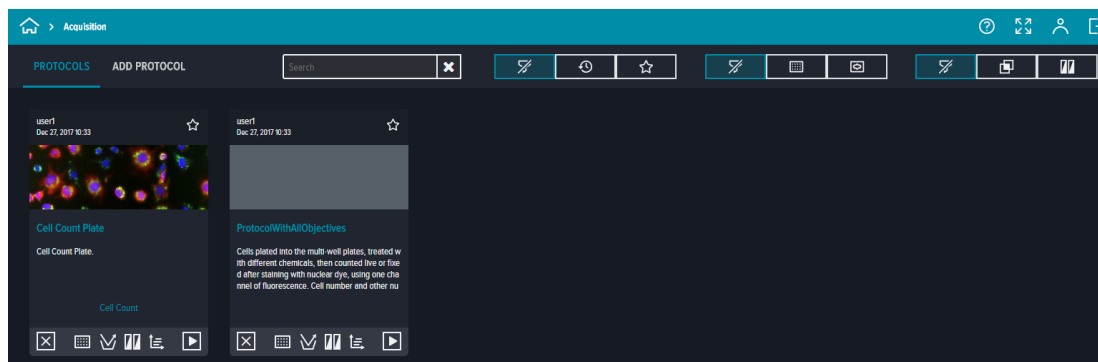 > Acquisition
PROTOCOLS ADD PROTOCOL Search
user1
Dec 27, 2017 10:33
Cell Count Plate
Cell Count Plate.
Cell Count
user1
Dec 27, 2017 10:33
ProtocolWithAllObjectives
Cells plated into the multi-well plates, treated w
ith different chemicals, then counted live or fixe
d after staining with nuclear dye, using one cha
nnel of fluorescence. Cell number and other nu